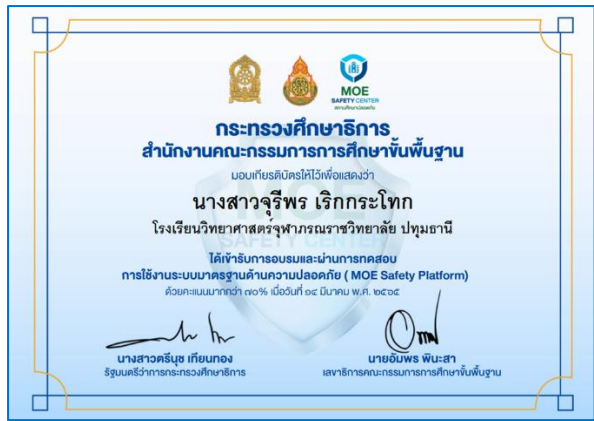 MOE
SAFETY CENTER
สถานศึกษาปลอดภัย
กระทรวงศึกษาธิการ
สำนักงานคณะกรรมการการศึกษาขั้นพื้นฐาน
มอบเกียรติบัตรให้ไว้เพื่อแสดงว่า
นางสาวจุรีพร เริกกระโทก
โรงเรียนวิทยาศาสตร์จุฬาภรณราชวิทยาลัย ปทุมธานี
ได้เข้ารับการอบรมและผ่านการทดสอบ
การใช้งานระบบมาตรฐานด้านความปลอดภัย ( MOE Safety Platform)
ด้วยคะแนนมากกว่า ๗๐% เมื่อวันที่ ๑๔ มีนาคม พ.ศ. ๒๕๖๕
นางสาวตรีนุช เทียนทอง
รัฐมนตรีว่าการกระทรวงศึกษาธิการ
นายอัมพร พินะสา
เลขาธิการคณะกรรมการการศึกษาขั้นพื้นฐาน